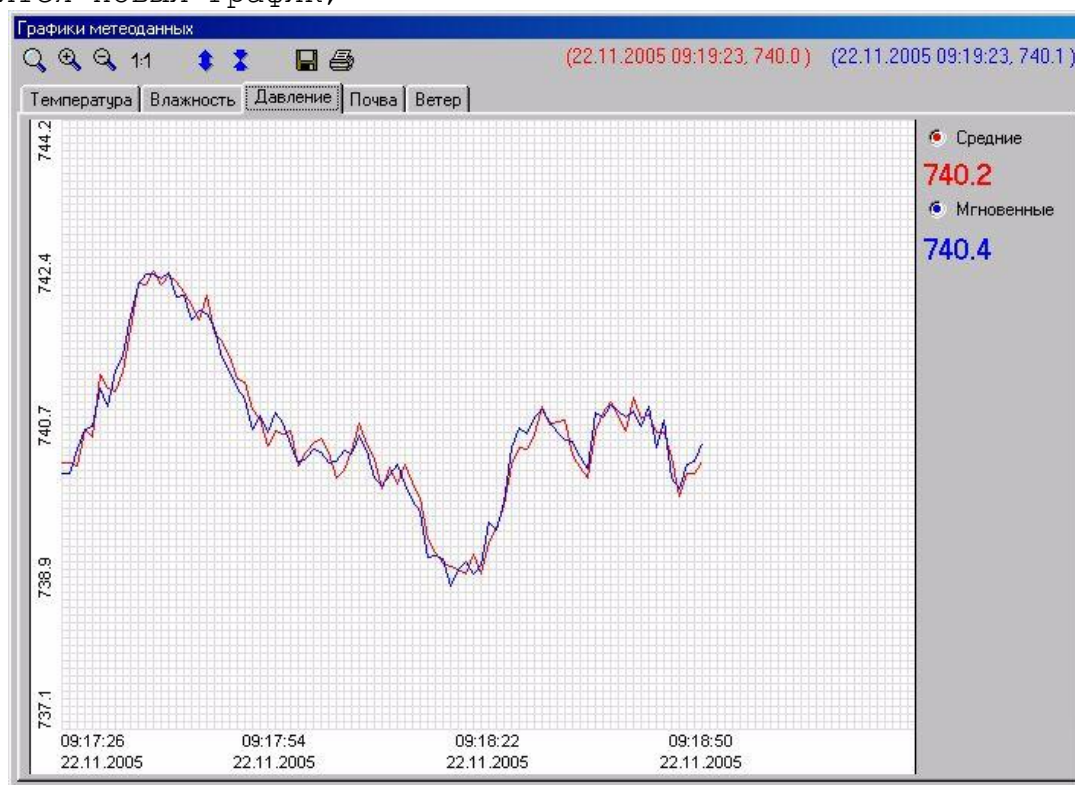 новых график,
Графики метеоданных
1:1 (22.11.2005 09:19:23, 740.0 ) (22.11.2005 09:19:23, 740.1 )
Температура Влажность Давление Почва Ветер
744.2
742.4
740.7
738.9
737.1
Средние
740.2
Мгновенные
740.4
09:17:26 09:17:54 09:18:22 09:18:50
22.11.2005 22.11.2005 22.11.2005 22.11.2005